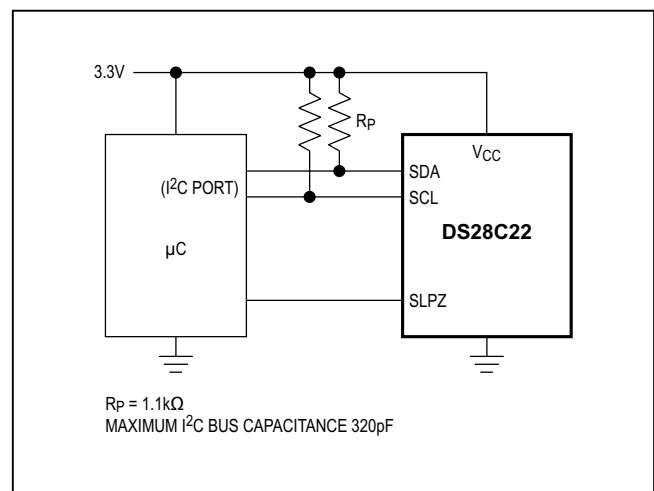 3.3V
RP
VCC
SDA
(I²C PORT)
SCL
DS28C22
µC
SLPZ
RP = 1.1kΩ
MAXIMUM I²C BUS CAPACITANCE 320pF